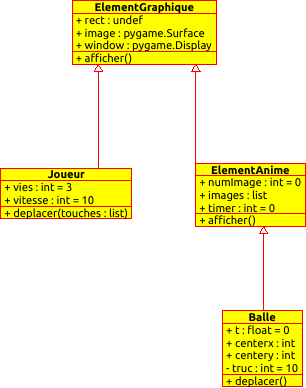 ElementGraphique
+ rect : undef
+ image : pygame.Surface
+ window : pygame.Display
+ afficher()
Joueur
+ vies : int = 3
+ vitesse : int = 10
+ deplacer(touches : list)
ElementAnime
+ numImage : int = 0
+ images : list
+ timer : int = 0
+ afficher()
Balle
+ t : float = 0
+ centerx : int
+ centery : int
- truc : int = 10
+ deplacer()